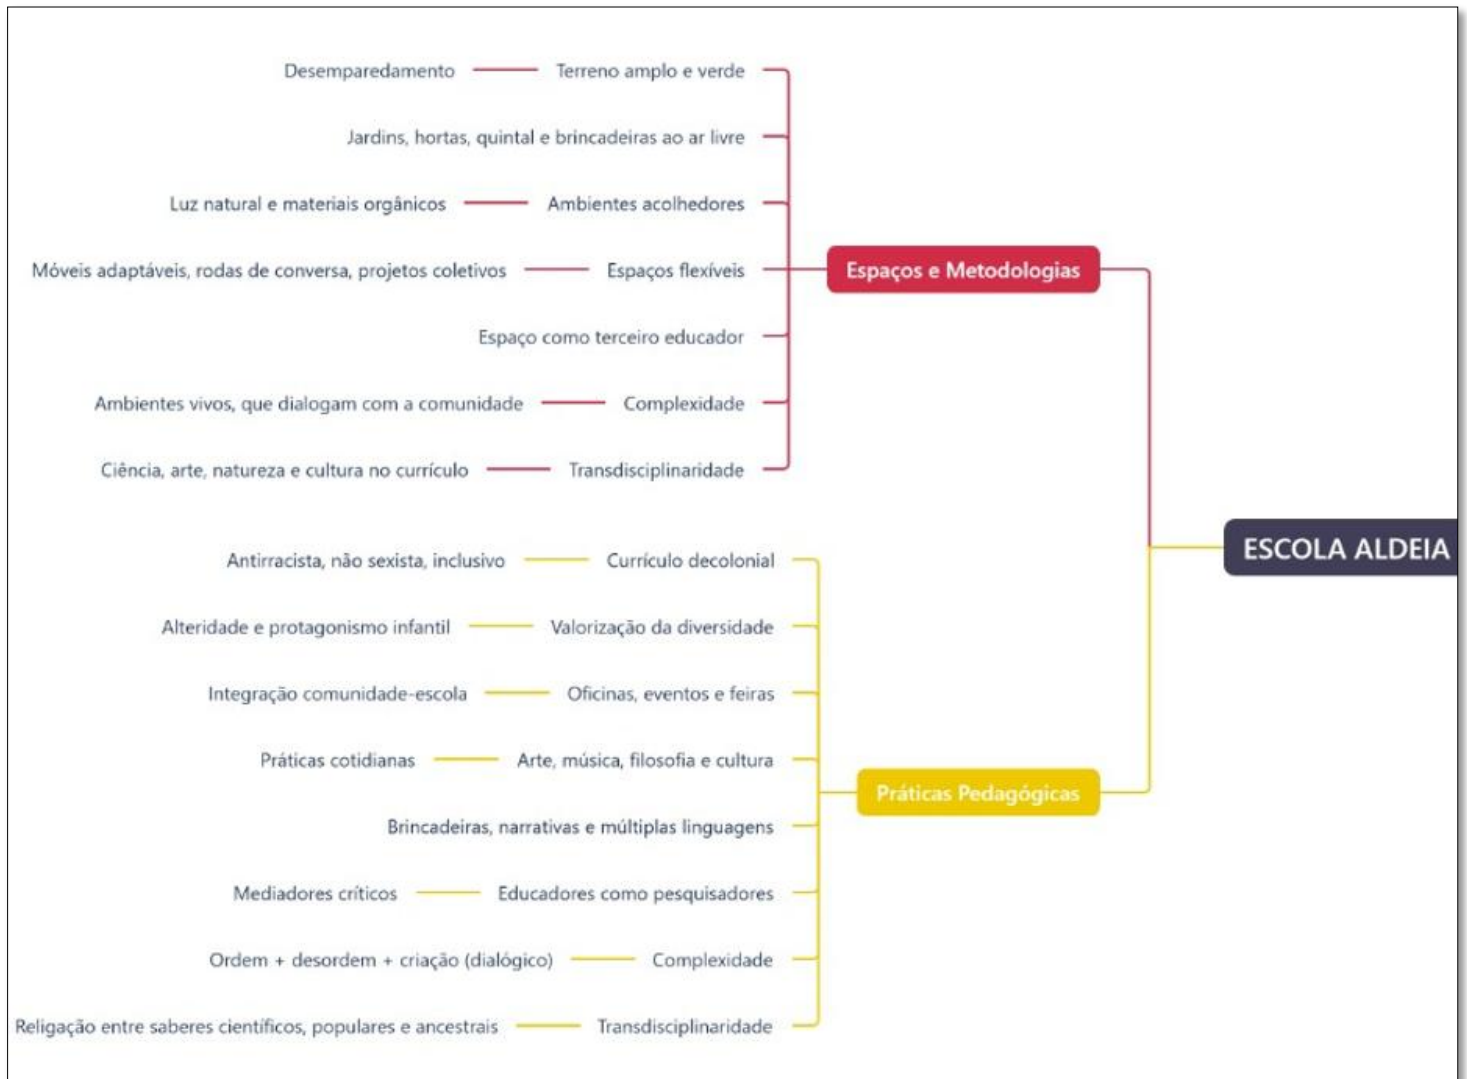 Desemparedamento Terreno amplo e verde
Jardins, hortas, quintal e brincadeiras ao ar livre
Luz natural e materiais orgânicos Ambientes acolhedores
Móveis adaptáveis, rodas de conversa, projetos coletivos Espaços flexíveis
Espaços e Metodologias
Espaço como terceiro educador
Ambientes vivos, que dialogam com a comunidade Complexidade
Ciência, arte, natureza e cultura no currículo Transdisciplinaridade
ESCOLA ALDEIA
Antirracista, não sexista, inclusivo Currículo decolonial
Alteridade e protagonismo infantil Valorização da diversidade
Integração comunidade-escola Oficinas, eventos e feiras
Práticas cotidianas Arte, música, filosofia e cultura
Práticas Pedagógicas
Brincadeiras, narrativas e múltiplas linguagens
Mediadores críticos Educadores como pesquisadores
Ordem + desordem + criação (dialógico) Complexidade
Religação entre saberes científicos, populares e ancestrais Transdisciplinaridade